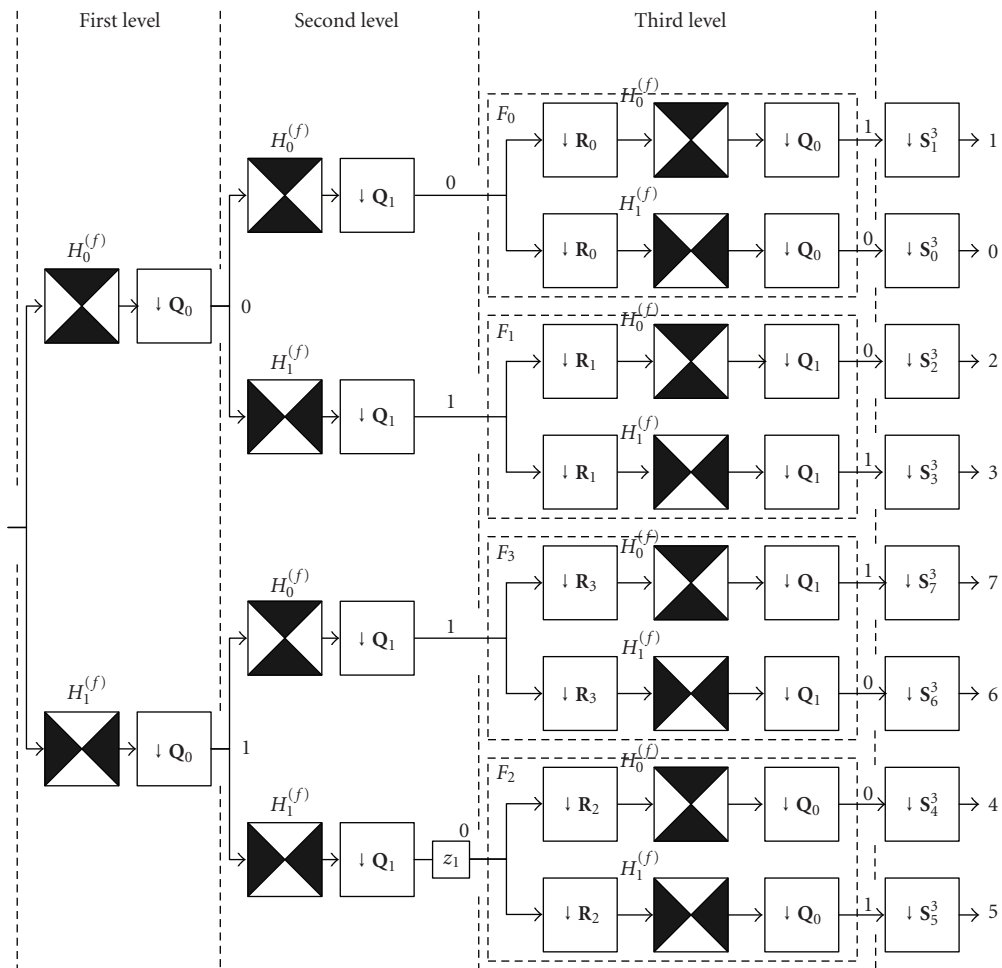 First level Second level Third level
H_0^{(f)}
F_0 ↓ R_0 ↓ Q_0 1 ↓ S_1^3 1
H_0^{(f)}
↓ Q_1 0
H_1^{(f)}
↓ R_0 ↓ Q_0 0 ↓ S_0^3 0
H_0^{(f)}
↓ Q_0 0
H_0^{(f)}
F_1 ↓ R_1 ↓ Q_1 0 ↓ S_2^3 2
H_1^{(f)}
↓ Q_1 1
H_1^{(f)}
↓ R_1 ↓ Q_1 1 ↓ S_3^3 3
H_0^{(f)}
F_3 ↓ R_3 ↓ Q_1 1 ↓ S_7^3 7
H_0^{(f)}
↓ Q_1 1
H_1^{(f)}
↓ R_3 ↓ Q_1 0 ↓ S_6^3 6
H_1^{(f)}
↓ Q_0 1
H_0^{(f)}
F_2 ↓ R_2 ↓ Q_0 0 ↓ S_4^3 4
H_1^{(f)}
↓ Q_1 z_1 0
H_1^{(f)}
↓ R_2 ↓ Q_0 1 ↓ S_5^3 5